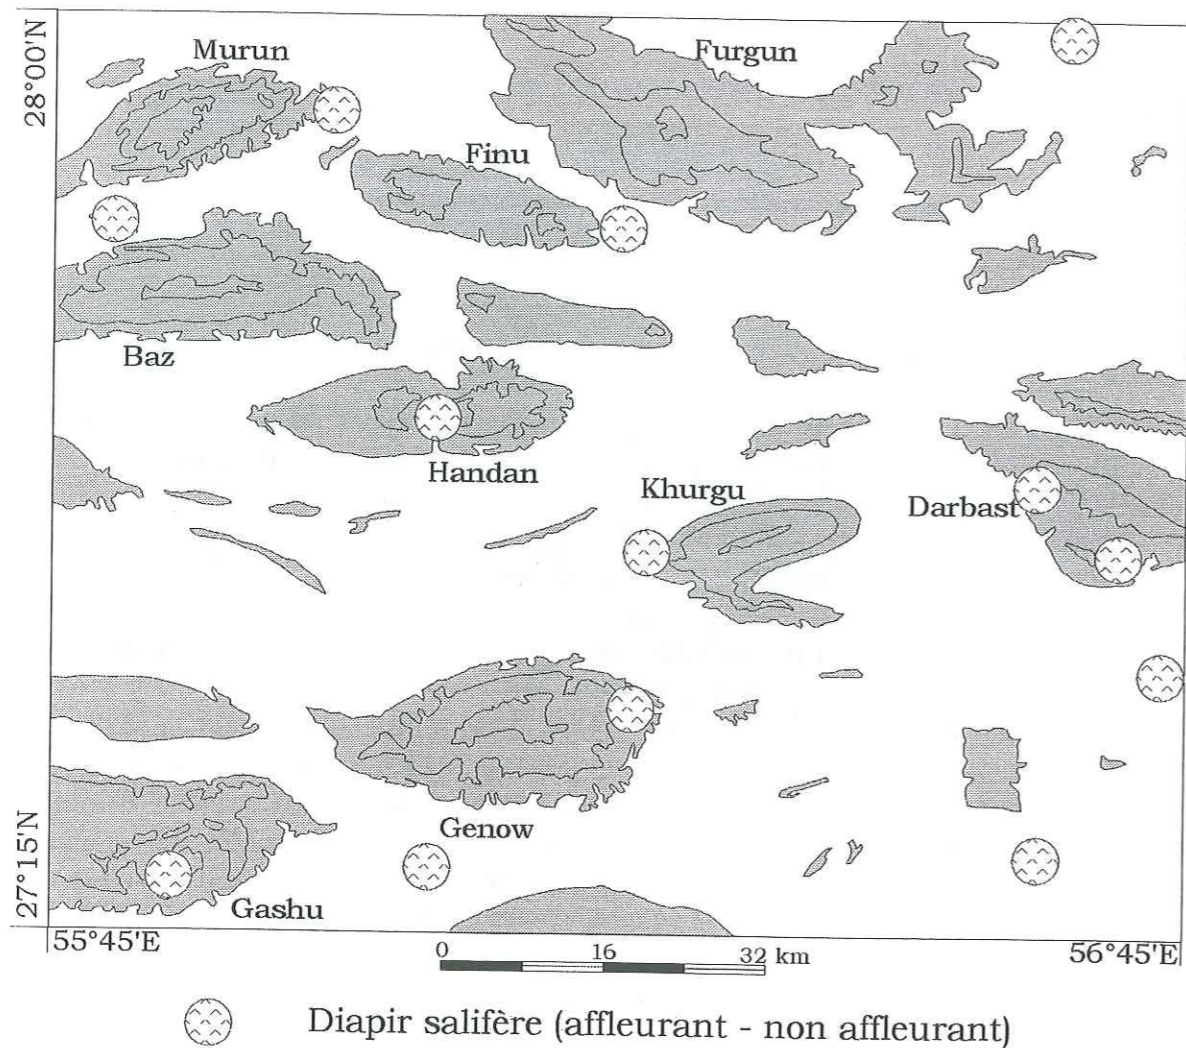 28°00'N
Murun
Furgun
Finu
Baz
Handan
Khurgu
Darbast
Genow
Gashu
27°15'N
55°45'E
0 16 32 km
56°45'E
Diapir salifère (affleurant - non affleurant)